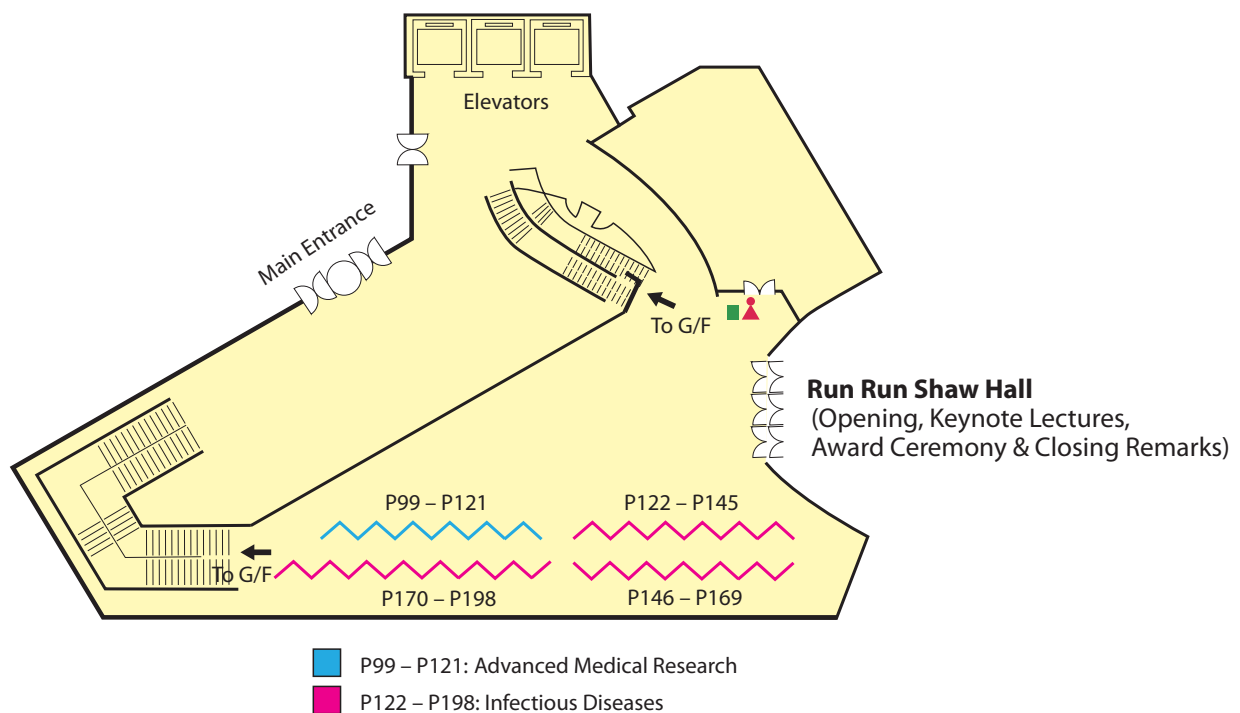 Elevators
Main Entrance
To G/F
Run Run Shaw Hall
(Opening, Keynote Lectures,
Award Ceremony & Closing Remarks)
P99 – P121
P122 – P145
To G/F
P170 – P198
P146 – P169
P99 – P121: Advanced Medical Research
P122 – P198: Infectious Diseases